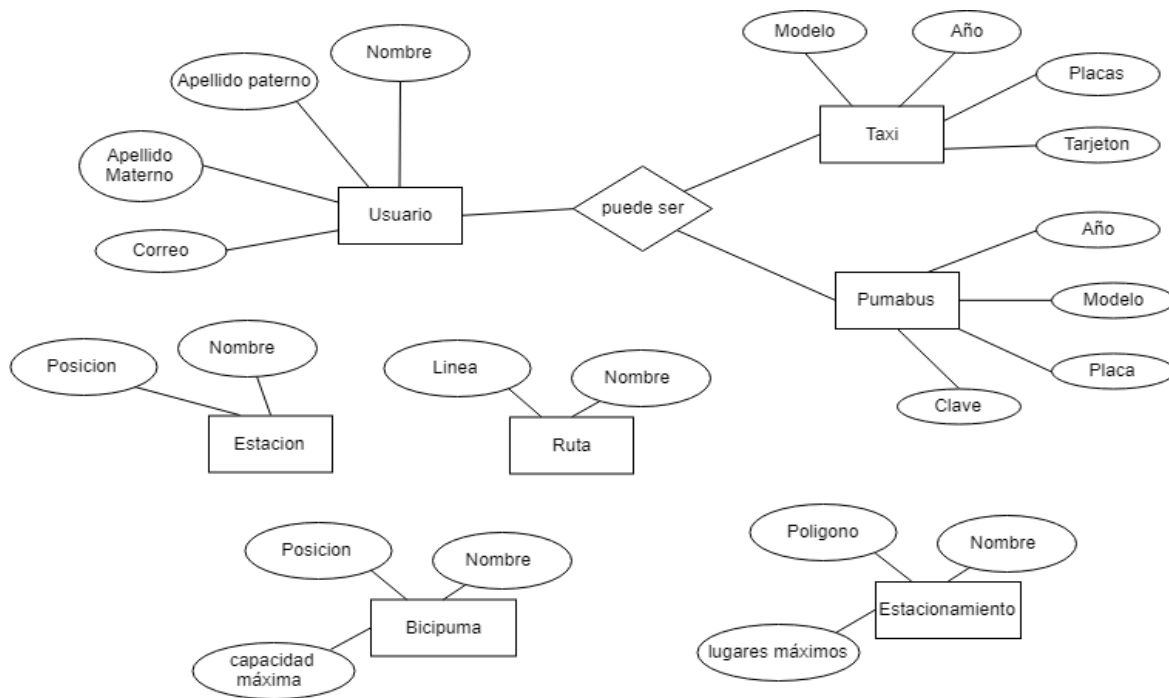 Modelo
Año
Nombre
Apellido paterno
Placas
Taxi
Tarjeton
Apellido
Materno
Usuario
puede ser
Correo
Año
Pumabus
Modelo
Placa
Clave
Posicion
Nombre
Estacion
Linea
Nombre
Ruta
Posicion
Nombre
Bicipuma
capacidad
máxima
Poligono
Nombre
Estacionamiento
lugares máximos